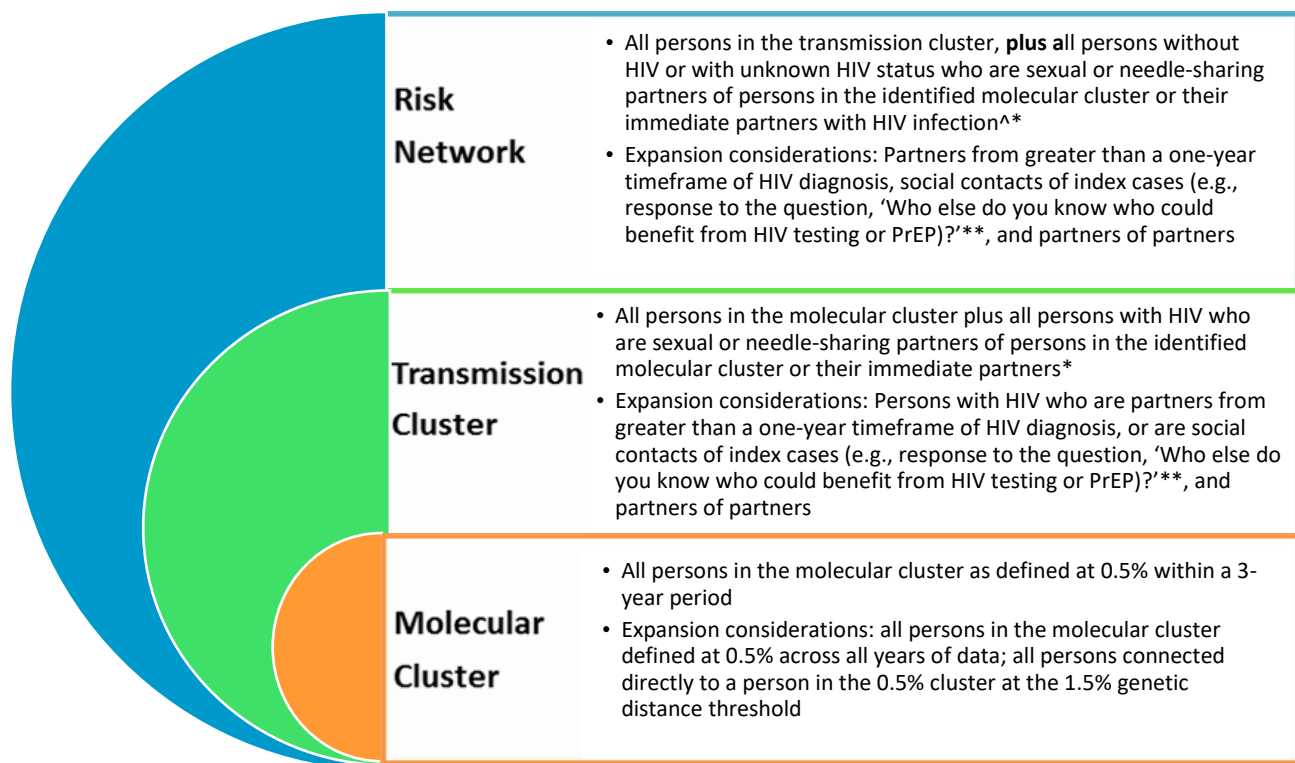 Risk
Network
• All persons in the transmission cluster, plus all persons without
HIV or with unknown HIV status who are sexual or needle-sharing
partners of persons in the identified molecular cluster or their
immediate partners with HIV infection^*
• Expansion considerations: Partners from greater than a one-year
timeframe of HIV diagnosis, social contacts of index cases (e.g.,
response to the question, ‘Who else do you know who could
benefit from HIV testing or PrEP)?’**, and partners of partners
Transmission
Cluster
• All persons in the molecular cluster plus all persons with HIV who
are sexual or needle-sharing partners of persons in the identified
molecular cluster or their immediate partners*
• Expansion considerations: Persons with HIV who are partners from
greater than a one-year timeframe of HIV diagnosis, or are social
contacts of index cases (e.g., response to the question, ‘Who else do
you know who could benefit from HIV testing or PrEP)?’**, and
partners of partners
Molecular
Cluster
• All persons in the molecular cluster as defined at 0.5% within a 3-
year period
• Expansion considerations: all persons in the molecular cluster
defined at 0.5% across all years of data; all persons connected
directly to a person in the 0.5% cluster at the 1.5% genetic
distance threshold